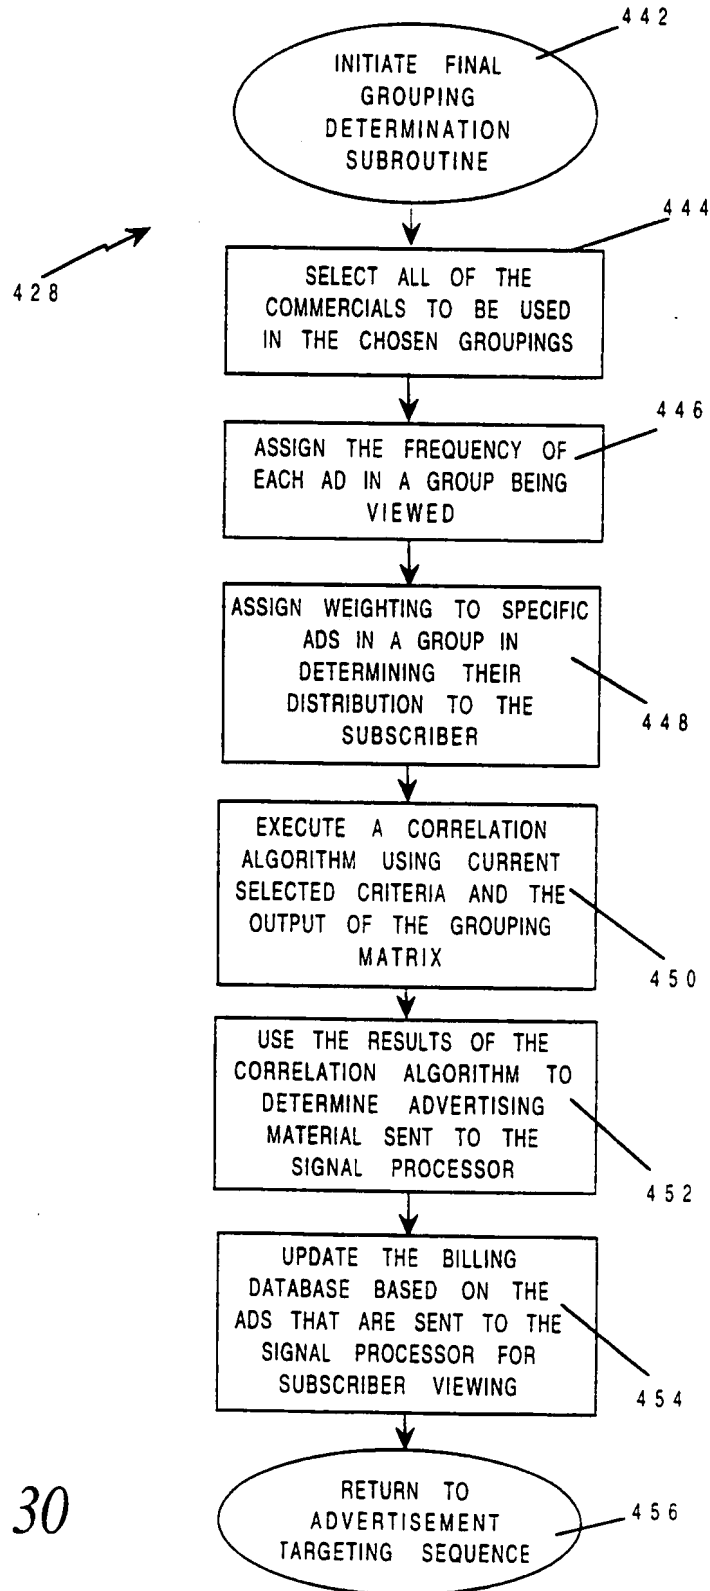 442
INITIATE FINAL
GROUPING
DETERMINATION
SUBROUTINE
444
428
SELECT ALL OF THE
COMMERCIALS TO BE USED
IN THE CHOSEN GROUPINGS
446
ASSIGN THE FREQUENCY OF
EACH AD IN A GROUP BEING
VIEWED
ASSIGN WEIGHTING TO SPECIFIC
ADS IN A GROUP IN
DETERMINING THEIR
DISTRIBUTION TO THE
SUBSCRIBER
448
EXECUTE A CORRELATION
ALGORITHM USING CURRENT
SELECTED CRITERIA AND THE
OUTPUT OF THE GROUPING
MATRIX
450
USE THE RESULTS OF THE
CORRELATION ALGORITHM TO
DETERMINE ADVERTISING
MATERIAL SENT TO THE
SIGNAL PROCESSOR
452
UPDATE THE BILLING
DATABASE BASED ON THE
ADS THAT ARE SENT TO THE
SIGNAL PROCESSOR FOR
SUBSCRIBER VIEWING
454
RETURN TO
ADVERTISEMENT
TARGETING SEQUENCE
456
30